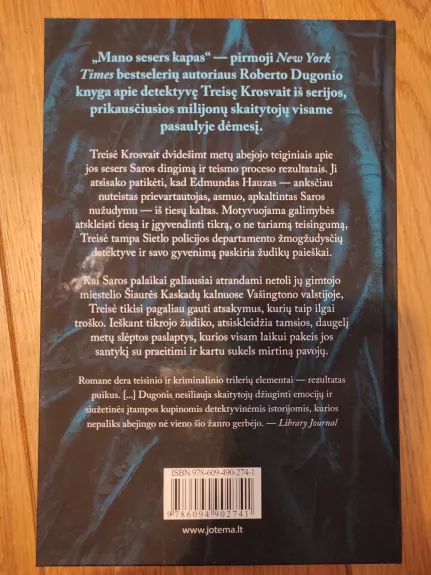 „Mano sesers kapas“ — pirmoji New York
Times bestselerių autoriaus Roberto Dugonio
knyga apie detektyvę Treisę Krosvait iš serijos,
prikausčiusios milijonų skaitytojų visame
pasaulyje dėmesį.
Treisė Krosvait dvidešimt metų abejojo teiginiais apie
jos sesers Saros dingimą ir teismo proceso rezultatais. Ji
atsisako patikėti, kad Edmundas Hauzas — anksčiau
nuteistas prievartautojas, asmuo, apkaltintas Saros
nužudymu — iš tiesų kaltas. Motyvuojama galimybės
atskleisti tiesą ir įgyvendinti tikrą, o ne tariamą teisingumą,
Treisė tampa Sietlo policijos departamento žmogžudysčių
detektyve ir savo gyvenimą paskiria žudikų paieškai.
Kai Saros palaikai galiausiai atrandami netoli jų gimtojo
miestelio Šiaurės Kaskadų kalnuose Vašingtono valstijoje,
Treisė tikisi pagaliau gauti atsakymus, kurių taip ilgai
troško. Ieškant tikrojo žudiko, atsiskleidžia tamsios, daugelį
metų slėptos paslaptys, kurios visam laikui pakeis jos
santykį su praeitimi ir kartu sukels mirtiną pavojų.
Romane dera teisinio ir kriminalinio trilerių elementai — rezultatas
puikus. [...] Dugonis nesiliauja skaitytojų džiuginti emocijų ir
siužetinės įtampos kupinomis detektyvinėmis istorijomis, kurios
nepaliks abejingo nė vieno šio žanro gerbėjo. — Library Journal
ISBN 978-609-490-274-1
9 786094 902741
www.jotema.lt